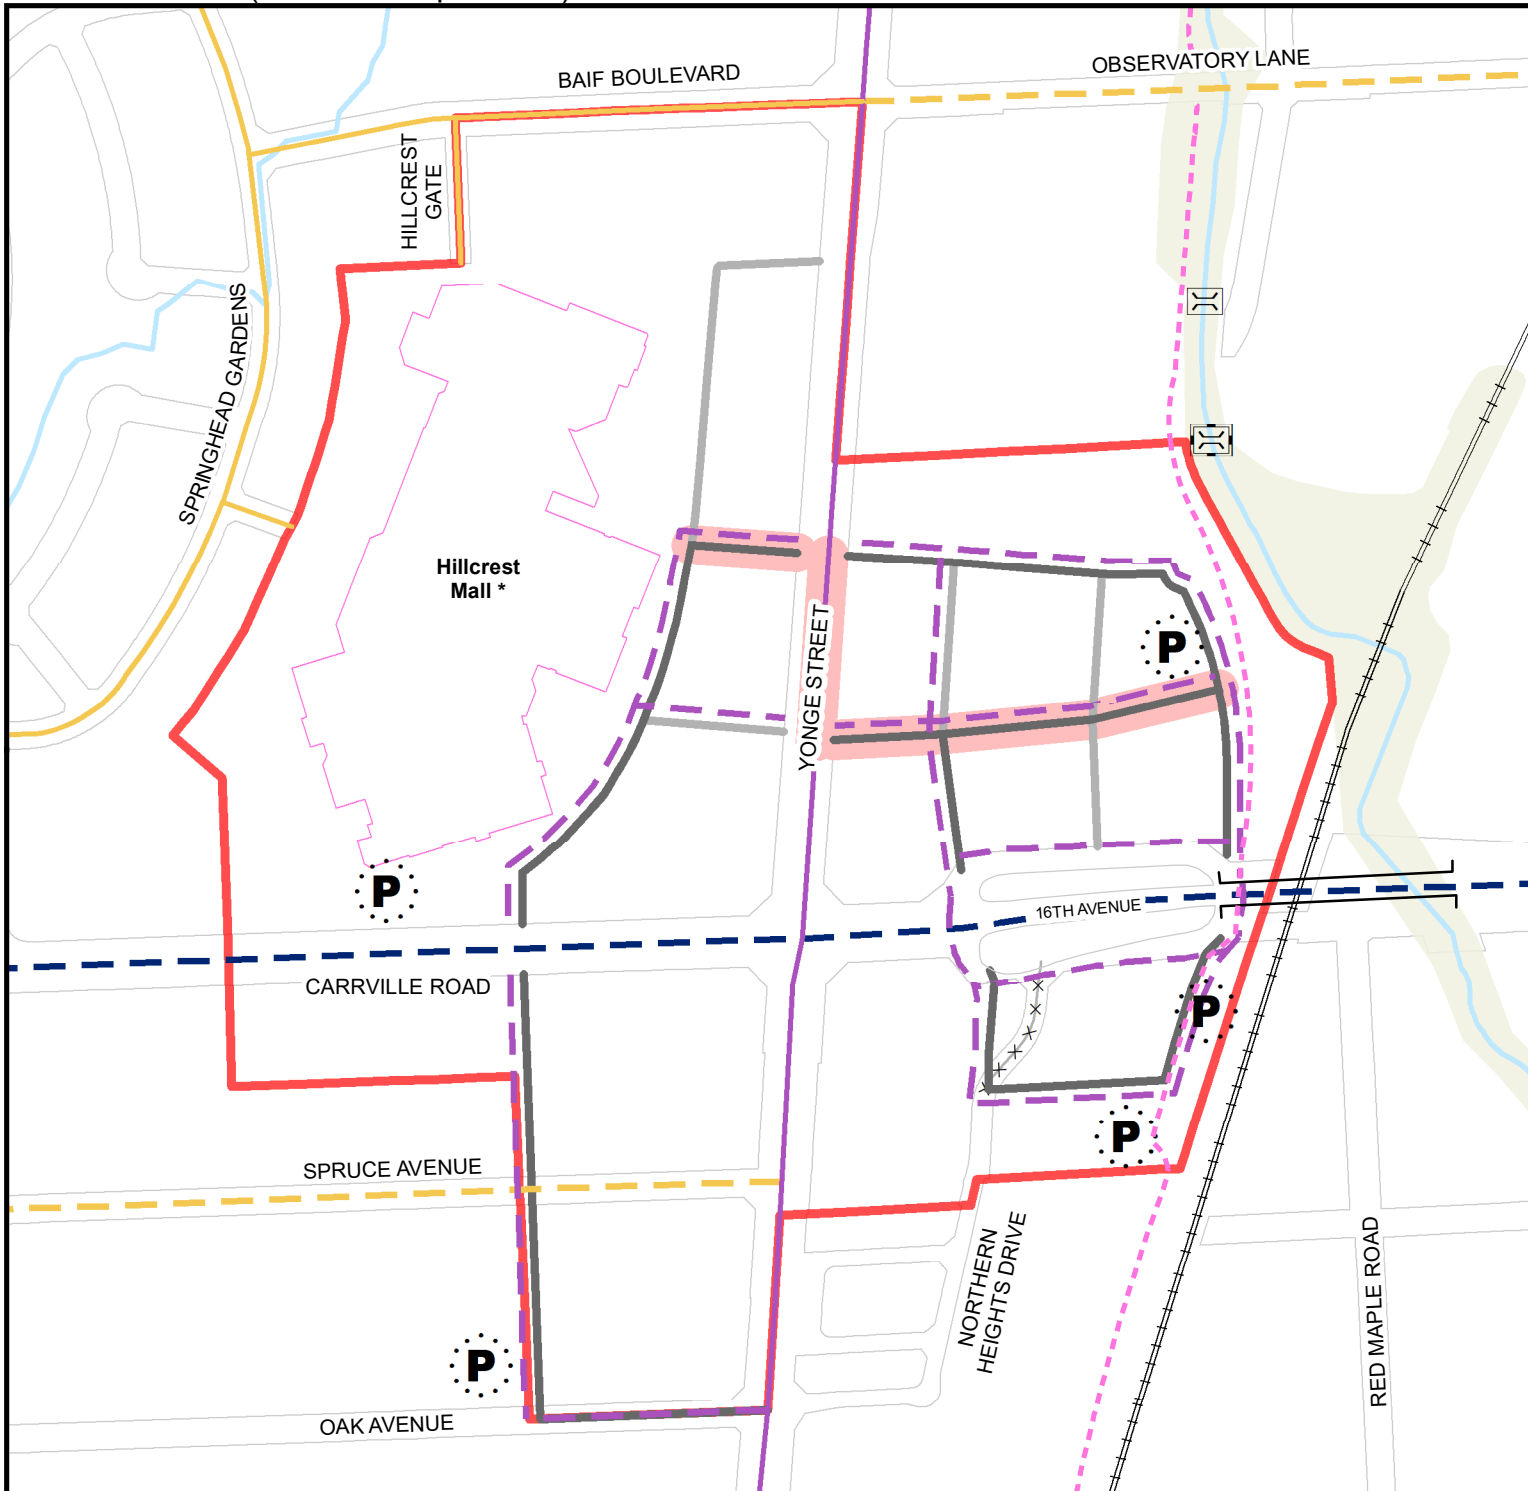 BAIF BOULEVARD
OBSERVATORY LANE
HILLCREST
GATE
SPRINGHEAD GARDENS
Hillcrest
Mall *
YONGE STREET
P
P
16TH AVENUE
CARRVILLE ROAD
P
P
SPRUCE AVENUE
NORTHERN
HEIGHTS DRIVE
RED MAPLE ROAD
P
OAK AVENUE